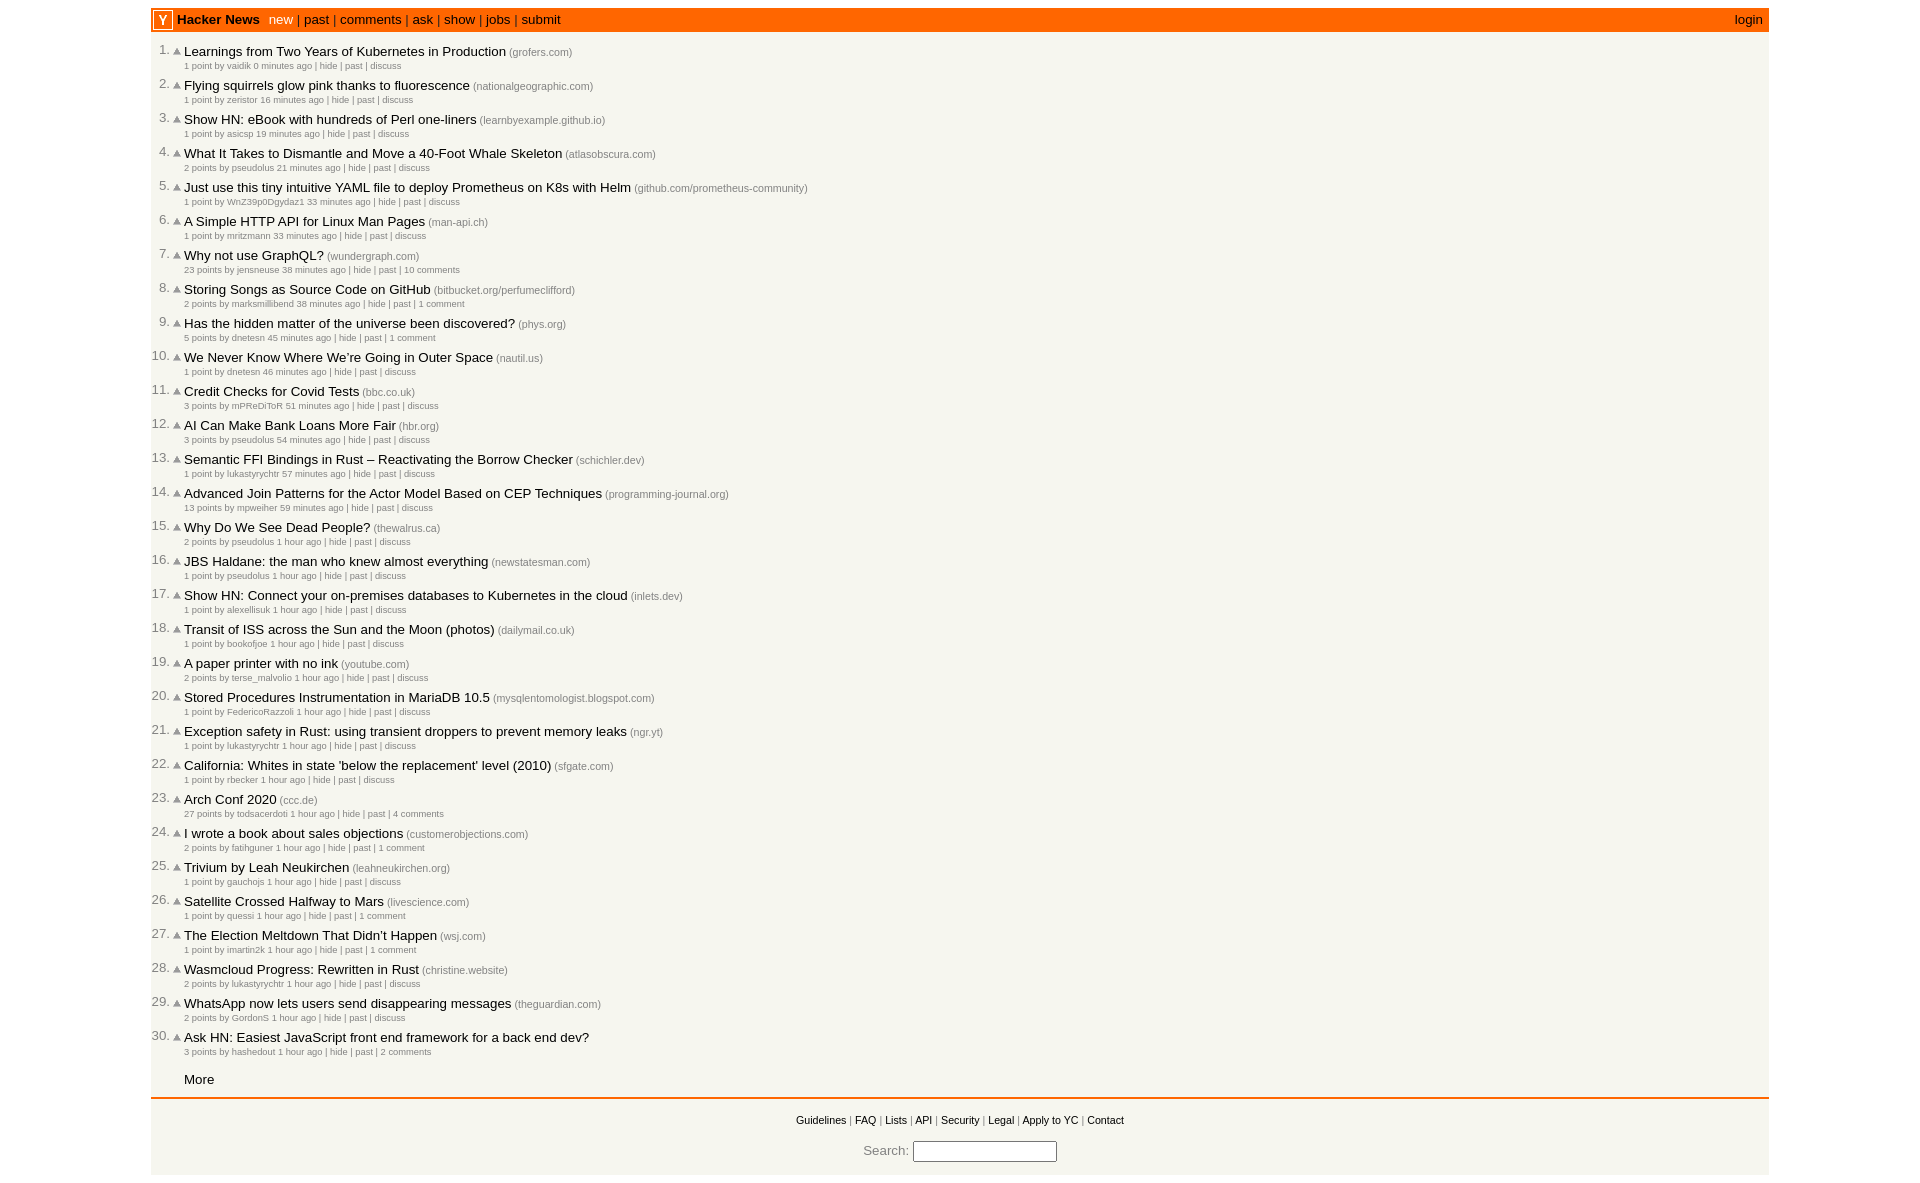 Y Hacker News new | past | comments | ask | show | jobs | submit login
1. Learnings from Two Years of Kubernetes in Production (grofers.com)
1 point by vaidik 0 minutes ago | hide | past | discuss
2. Flying squirrels glow pink thanks to fluorescence (nationalgeographic.com)
1 point by zeristor 16 minutes ago | hide | past | discuss
3. Show HN: eBook with hundreds of Perl one-liners (learnbyexample.github.io)
1 point by asicsp 19 minutes ago | hide | past | discuss
4. What It Takes to Dismantle and Move a 40-Foot Whale Skeleton (atlasobscura.com)
2 points by pseudolus 21 minutes ago | hide | past | discuss
5. Just use this tiny intuitive YAML file to deploy Prometheus on K8s with Helm (github.com/prometheus-community)
1 point by WnZ39p0Dgydaz1 33 minutes ago | hide | past | discuss
6. A Simple HTTP API for Linux Man Pages (man-api.ch)
1 point by mritzmann 33 minutes ago | hide | past | discuss
7. Why not use GraphQL? (wundergraph.com)
23 points by jensneuse 38 minutes ago | hide | past | 10 comments
8. Storing Songs as Source Code on GitHub (bitbucket.org/perfumeclifford)
2 points by marksmillibend 38 minutes ago | hide | past | 1 comment
9. Has the hidden matter of the universe been discovered? (phys.org)
5 points by dnetesn 45 minutes ago | hide | past | 1 comment
10. We Never Know Where We’re Going in Outer Space (nautil.us)
1 point by dnetesn 46 minutes ago | hide | past | discuss
11. Credit Checks for Covid Tests (bbc.co.uk)
3 points by mPReDiToR 51 minutes ago | hide | past | discuss
12. AI Can Make Bank Loans More Fair (hbr.org)
3 points by pseudolus 54 minutes ago | hide | past | discuss
13. Semantic FFI Bindings in Rust – Reactivating the Borrow Checker (schichler.dev)
1 point by lukastyrychtr 57 minutes ago | hide | past | discuss
14. Advanced Join Patterns for the Actor Model Based on CEP Techniques (programming-journal.org)
13 points by mpweiher 59 minutes ago | hide | past | discuss
15. Why Do We See Dead People? (thewalrus.ca)
2 points by pseudolus 1 hour ago | hide | past | discuss
16. JBS Haldane: the man who knew almost everything (newstatesman.com)
1 point by pseudolus 1 hour ago | hide | past | discuss
17. Show HN: Connect your on-premises databases to Kubernetes in the cloud (inlets.dev)
1 point by alexellisuk 1 hour ago | hide | past | discuss
18. Transit of ISS across the Sun and the Moon (photos) (dailymail.co.uk)
1 point by bookofjoe 1 hour ago | hide | past | discuss
19. A paper printer with no ink (youtube.com)
2 points by terse_malvolio 1 hour ago | hide | past | discuss
20. Stored Procedures Instrumentation in MariaDB 10.5 (mysqlentomologist.blogspot.com)
1 point by FedericoRazzoli 1 hour ago | hide | past | discuss
21. Exception safety in Rust: using transient droppers to prevent memory leaks (ngr.yt)
1 point by lukastyrychtr 1 hour ago | hide | past | discuss
22. California: Whites in state 'below the replacement' level (2010) (sfgate.com)
1 point by rbecker 1 hour ago | hide | past | discuss
23. Arch Conf 2020 (ccc.de)
27 points by todsacerdoti 1 hour ago | hide | past | 4 comments
24. I wrote a book about sales objections (customerobjections.com)
2 points by fatihguner 1 hour ago | hide | past | 1 comment
25. Trivium by Leah Neukirchen (leahneukirchen.org)
1 point by gauchojs 1 hour ago | hide | past | discuss
26. Satellite Crossed Halfway to Mars (livescience.com)
1 point by quessi 1 hour ago | hide | past | 1 comment
27. The Election Meltdown That Didn’t Happen (wsj.com)
1 point by imartin2k 1 hour ago | hide | past | 1 comment
28. Wasmcloud Progress: Rewritten in Rust (christine.website)
2 points by lukastyrychtr 1 hour ago | hide | past | discuss
29. WhatsApp now lets users send disappearing messages (theguardian.com)
2 points by GordonS 1 hour ago | hide | past | discuss
30. Ask HN: Easiest JavaScript front end framework for a back end dev?
3 points by hashedout 1 hour ago | hide | past | 2 comments
More
Guidelines | FAQ | Lists | API | Security | Legal | Apply to YC | Contact
Search: